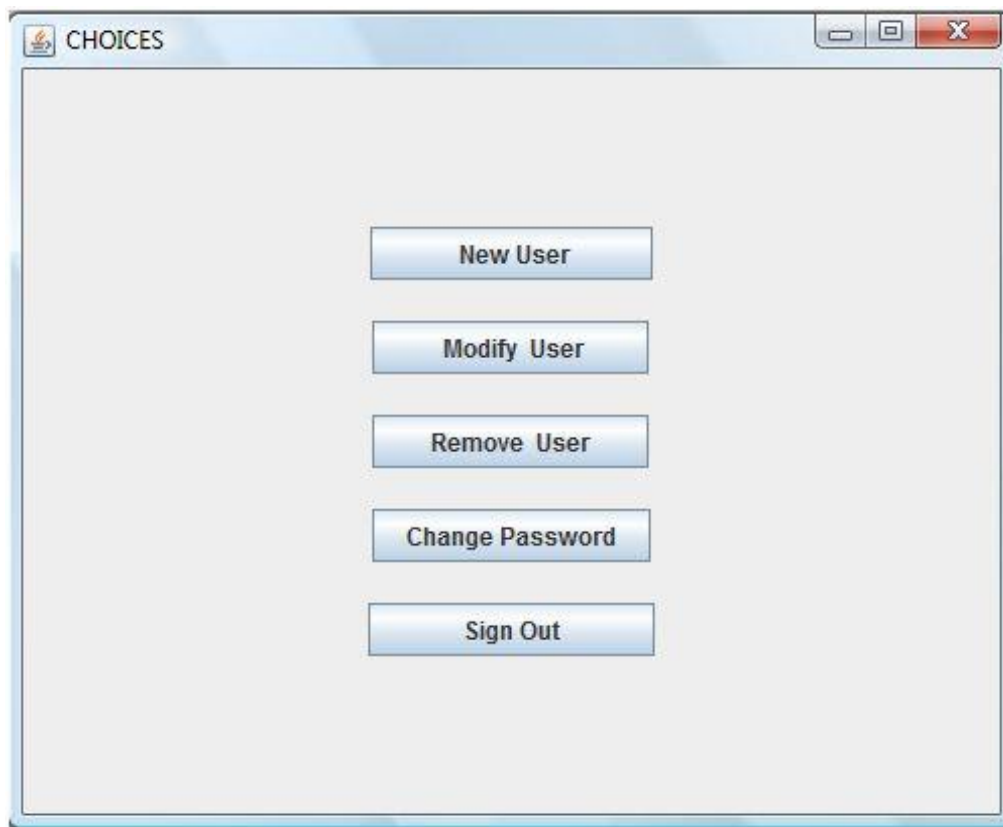 CHOICES
New User
Modify  User
Remove  User
Change Password
Sign Out